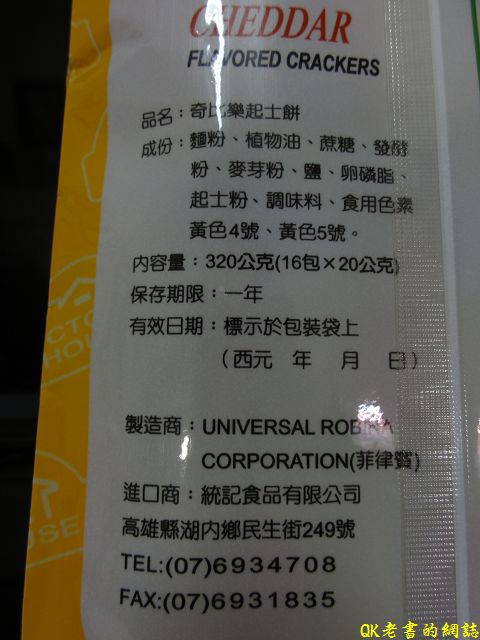 CHEDDAR
FLAVORED CRACKERS
品名：奇比樂起士餅
成份：麵粉、植物油、蔗糖、發酵
粉、麥芽粉、鹽、卵磷脂、
起士粉、調味料、食用色素
黃色4號、黃色5號。
內容量：320公克(16包×20公克)
保存期限：一年
有效日期：標示於包裝袋上
（西元 年 月 日）
製造商：UNIVERSAL ROBINA
CORPORATION(菲律賓)
進口商：統記食品有限公司
高雄縣湖內鄉民生街249號
TEL:(07)6934708
FAX:(07)6931835
QK老書的網誌